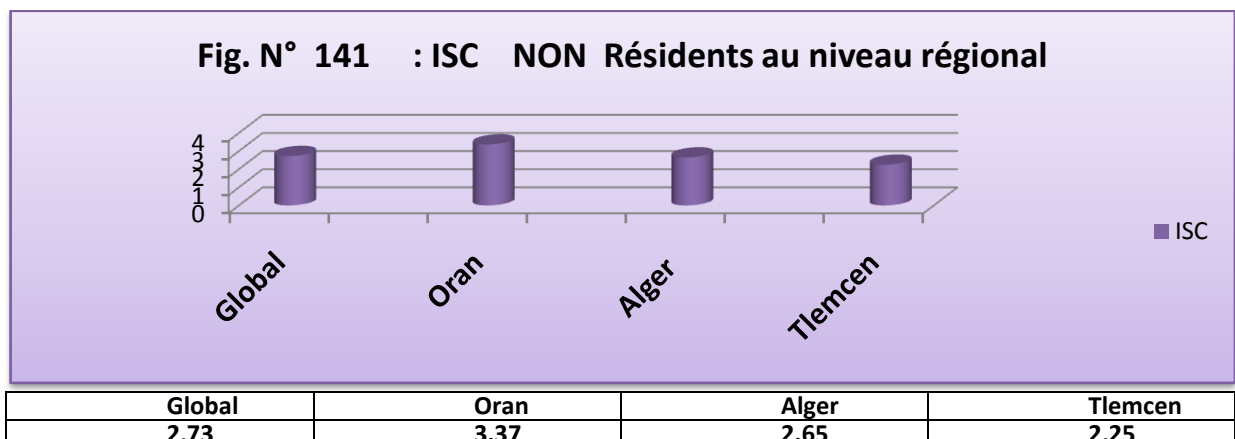 Fig. N° 141 : ISC NON Résidents au niveau régional
4
3
2
1
0
Global Oran Alger Tlemcen
ISC
Global Oran Alger Tlemcen
2.73 3.37 2.65 2.25